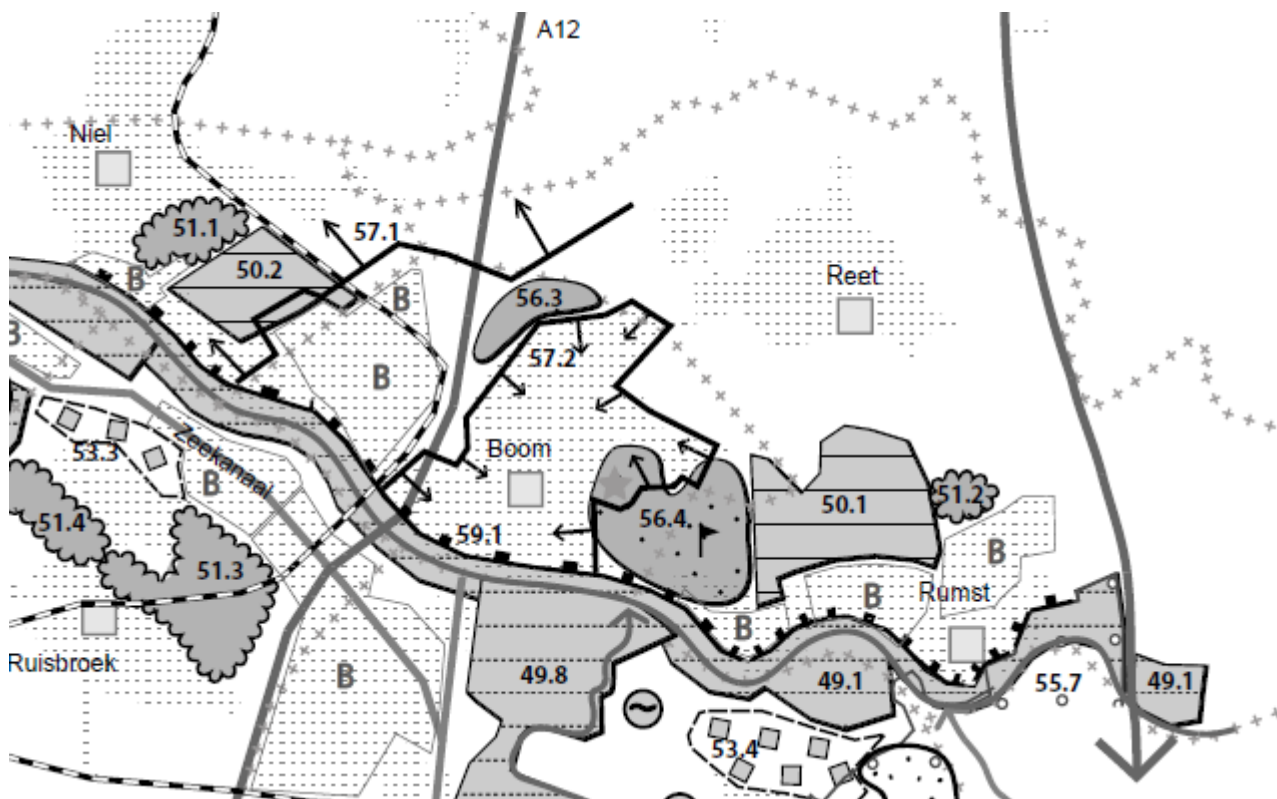 A12
Niel
51.1
57.1
50.2
B
Reet
B
56.3
B
57.2
B
53.3
Zeekanaal
B
Boom
51.4
56.4
50.1
51.2
59.1
B
51.3
B
Rumst
B
Ruisbroek
B
49.8
49.1
55.7
49.1
~
53.4